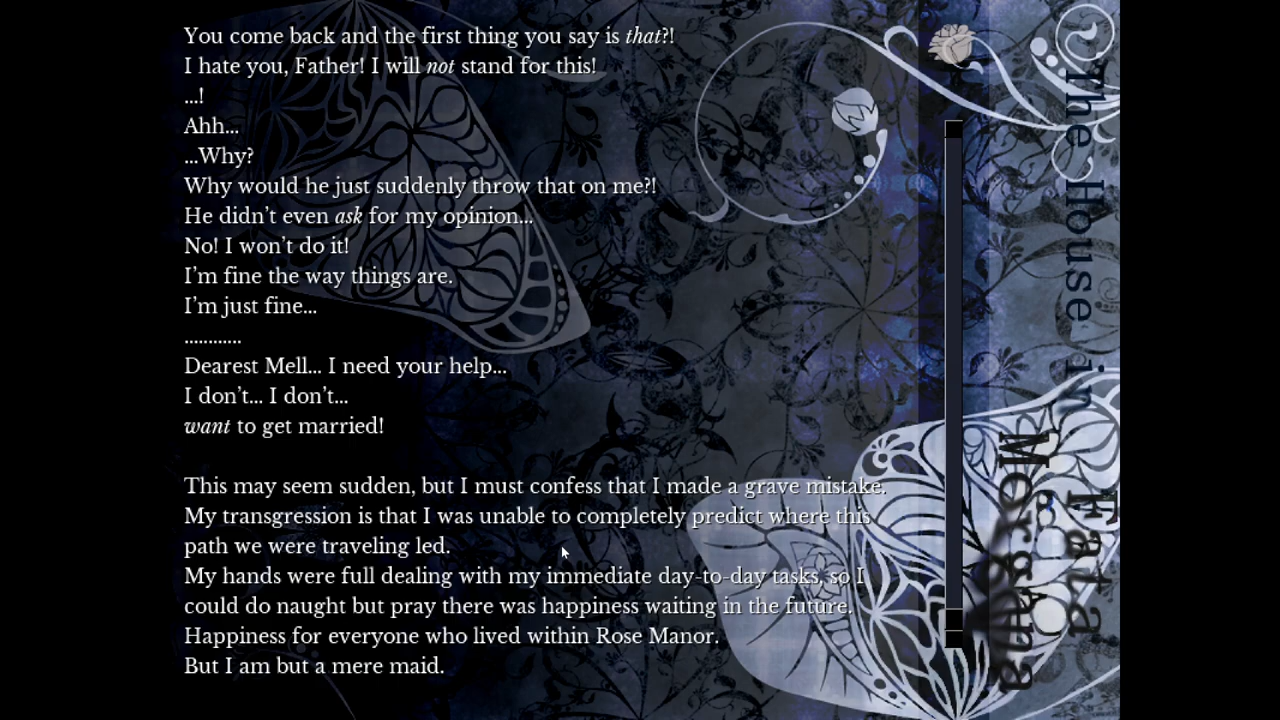 You come back and the first thing you say is that?!
I hate you, Father! I will not stand for this!
...!
Ahh...
...Why?
Why would he just suddenly throw that on me?!
He didn’t even ask for my opinion...
No! I won’t do it!
I’m fine the way things are.
I’m just fine...
............
Dearest Mell... I need your help...
I don’t... I don’t...
want to get married!
This may seem sudden, but I must confess that I made a grave mistake.
My transgression is that I was unable to completely predict where this
path we were traveling led.
My hands were full dealing with my immediate day-to-day tasks, so I
could do naught but pray there was happiness waiting in the future.
Happiness for everyone who lived within Rose Manor.
But I am but a mere maid.
The House in Fata
Morgana